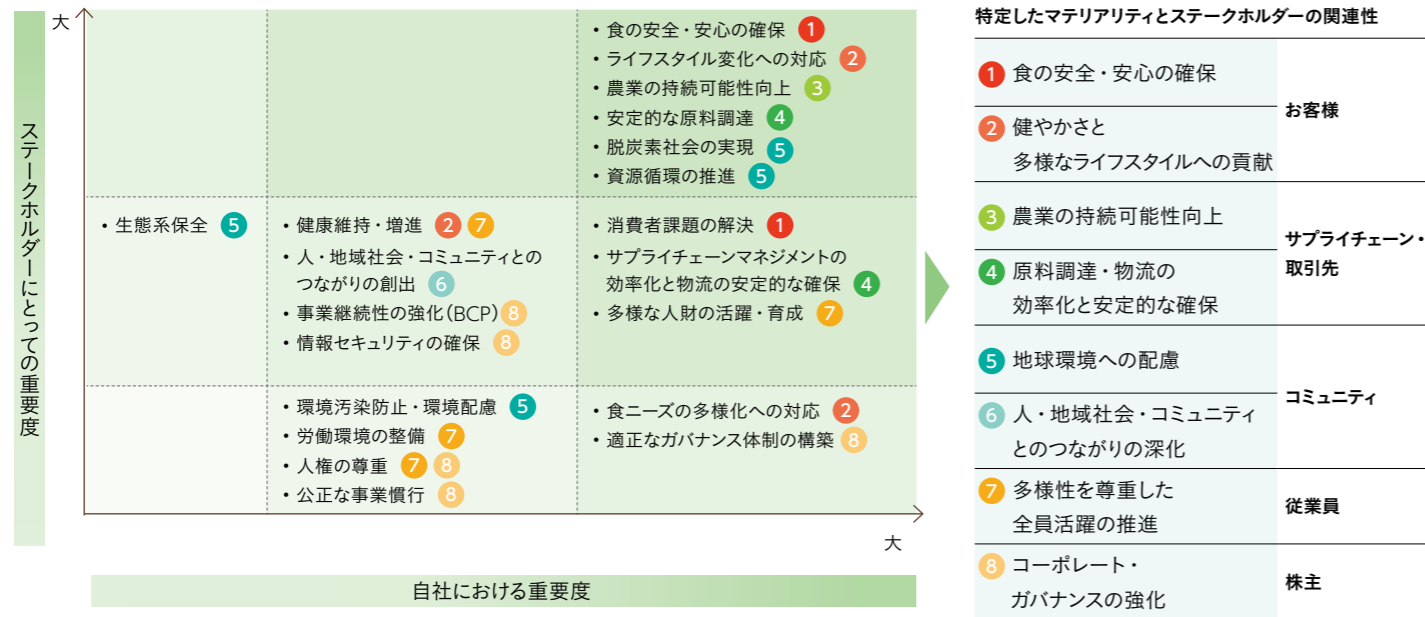 大
ステークホルダーにとっての重要度
・食の安全・安心の確保 1
・ライフスタイル変化への対応 2
・農業の持続可能性向上 3
・安定的な原料調達 4
・脱炭素社会の実現 5
・資源循環の推進 5
・生態系保全 5
・健康維持・増進 2 7
・人・地域社会・コミュニティとの
つながりの創出 6
・事業継続性の強化(BCP) 8
・情報セキュリティの確保 8
・消費者課題の解決 1
・サプライチェーンマネジメントの
効率化と物流の安定的な確保 4
・多様な人財の活躍・育成 7
・環境汚染防止・環境配慮 5
・労働環境の整備 7
・人権の尊重 7 8
・公正な事業慣行 8
・食ニーズの多様化への対応 2
・適正なガバナンス体制の構築 8
大
自社における重要度
特定したマテリアリティとステークホルダーの関連性
1 食の安全・安心の確保
2 健やかさと
多様なライフスタイルへの貢献
お客様
3 農業の持続可能性向上
4 原料調達・物流の
効率化と安定的な確保
サプライチェーン・
取引先
5 地球環境への配慮
6 人・地域社会・コミュニティ
とのつながりの深化
コミュニティ
7 多様性を尊重した
全員活躍の推進
従業員
8 コーポレート・
ガバナンスの強化
株主